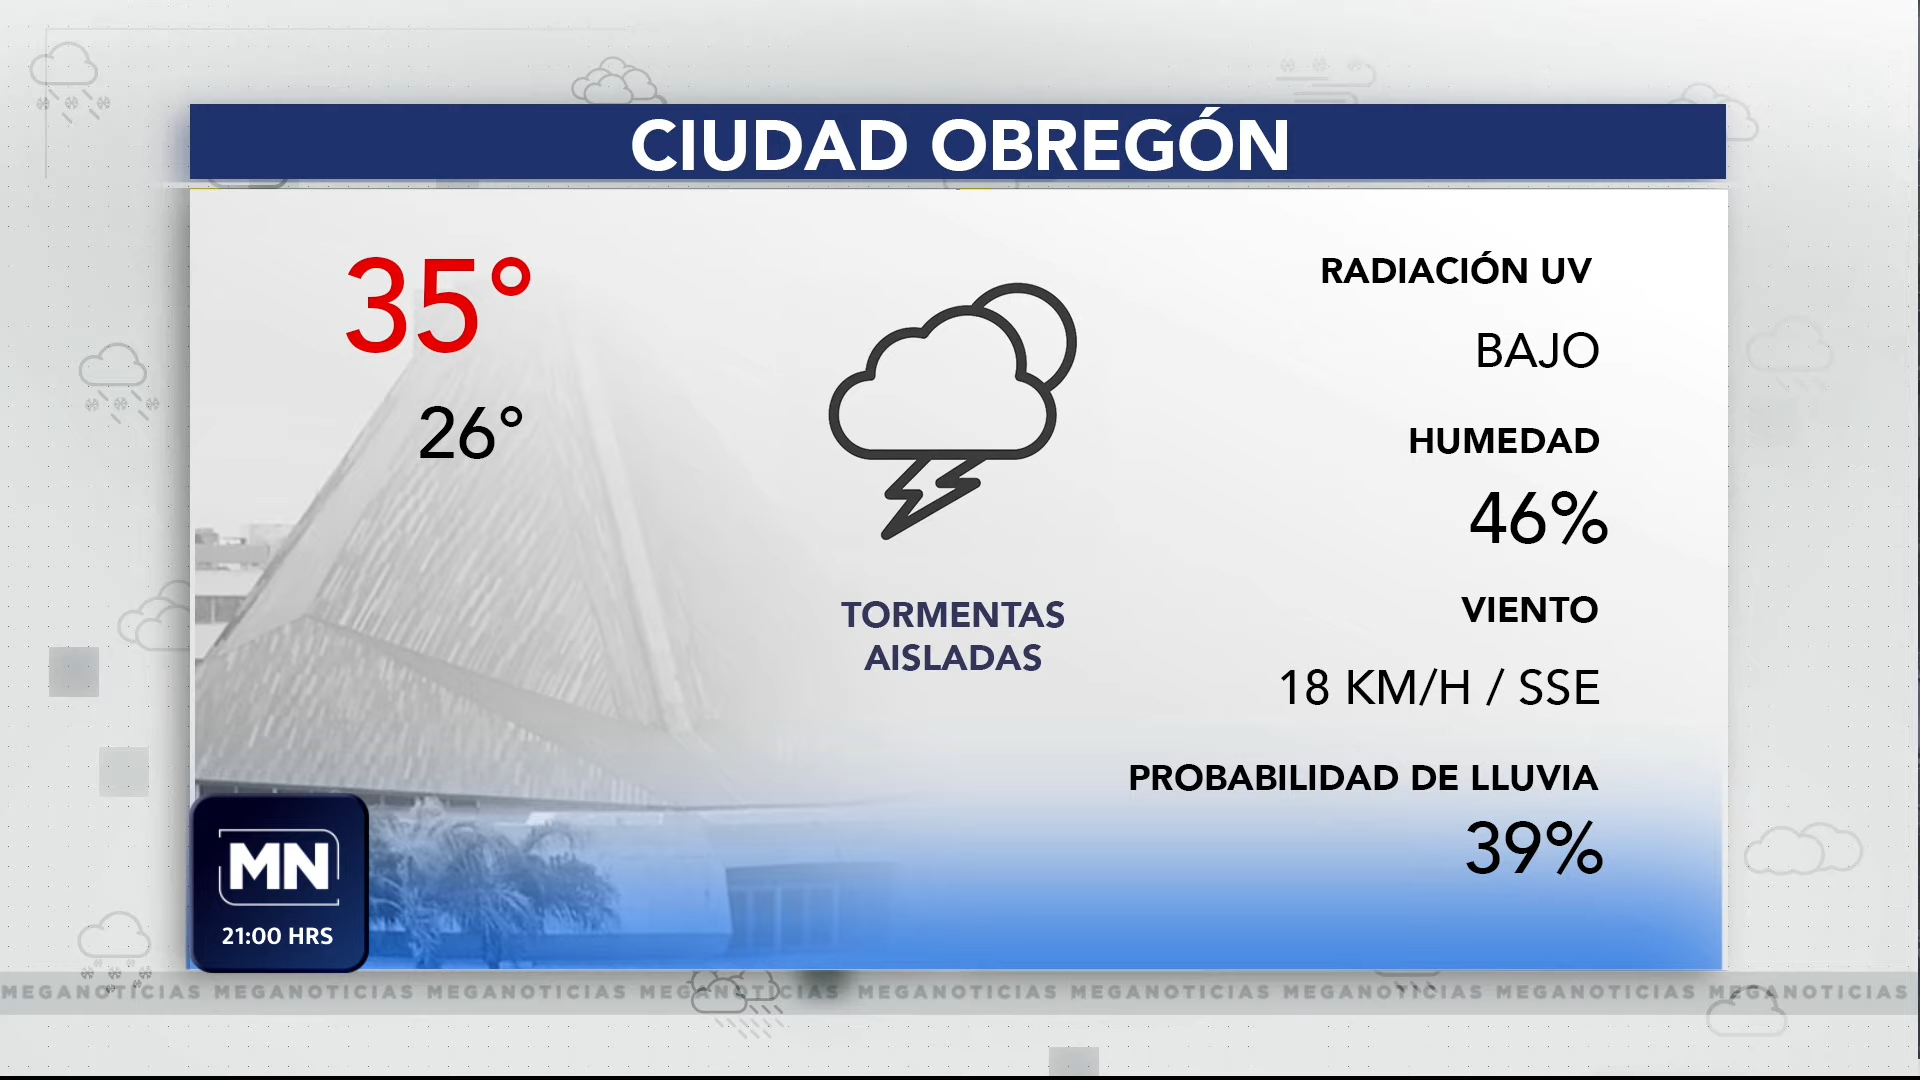 CIUDAD OBREGÓN
35°
26°
TORMENTAS
AISLADAS
RADIACIÓN UV
BAJO
HUMEDAD
46%
VIENTO
18 KM/H / SSE
PROBABILIDAD DE LLUVIA
39%
MN
21:00 HRS
MEGANOTICIAS MEGANOTICIAS MEGANOTICIAS MEGANOTICIAS MEGANOTICIAS MEGANOTICIAS MEGANOTICIAS MEGANOTICIAS MEGANOTICIAS